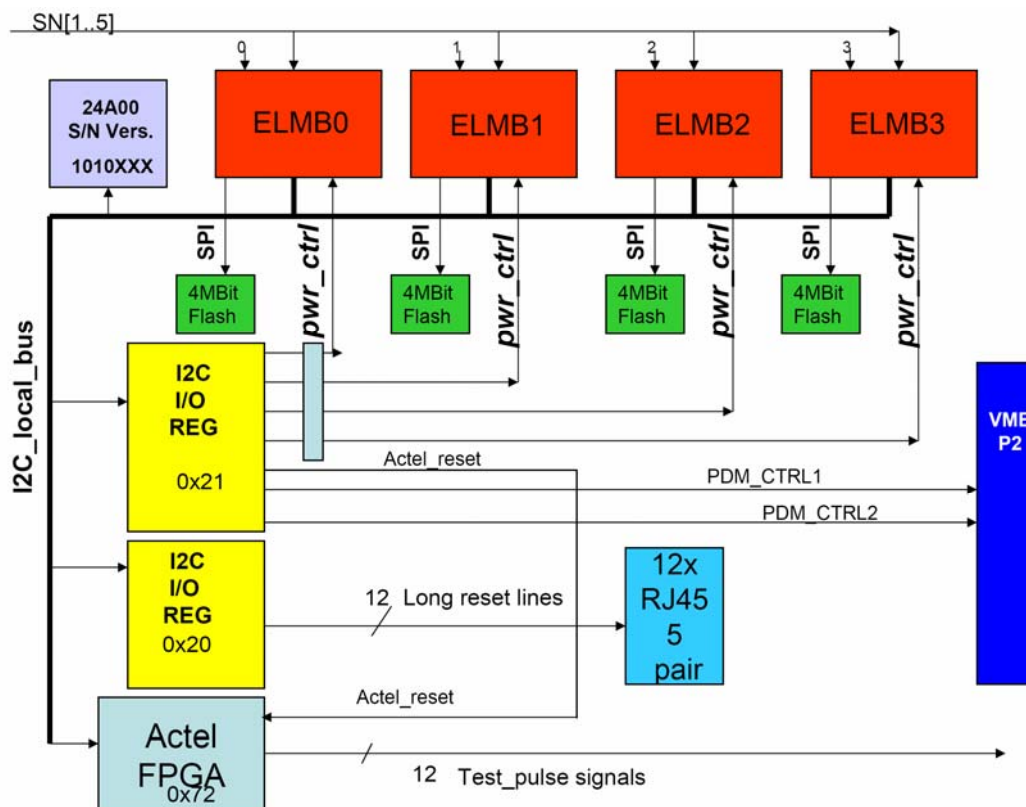 SN[1..5]
0
1
2
3
24A00
S/N Vers.
1010XXX
ELMB0
ELMB1
ELMB2
ELMB3
SPI
pwr_ctrl
SPI
pwr_ctrl
SPI
pwr_ctrl
SPI
pwr_ctrl
4MBit
Flash
4MBit
Flash
4MBit
Flash
4MBit
Flash
I2C_local_bus
I2C
I/O
REG
0x21
VME
P2
Actel_reset
PDM_CTRL1
PDM_CTRL2
I2C
I/O
REG
0x20
12 Long reset lines
12x
RJ45
5
pair
Actel_reset
Actel
FPGA
0x72
12 Test_pulse signals